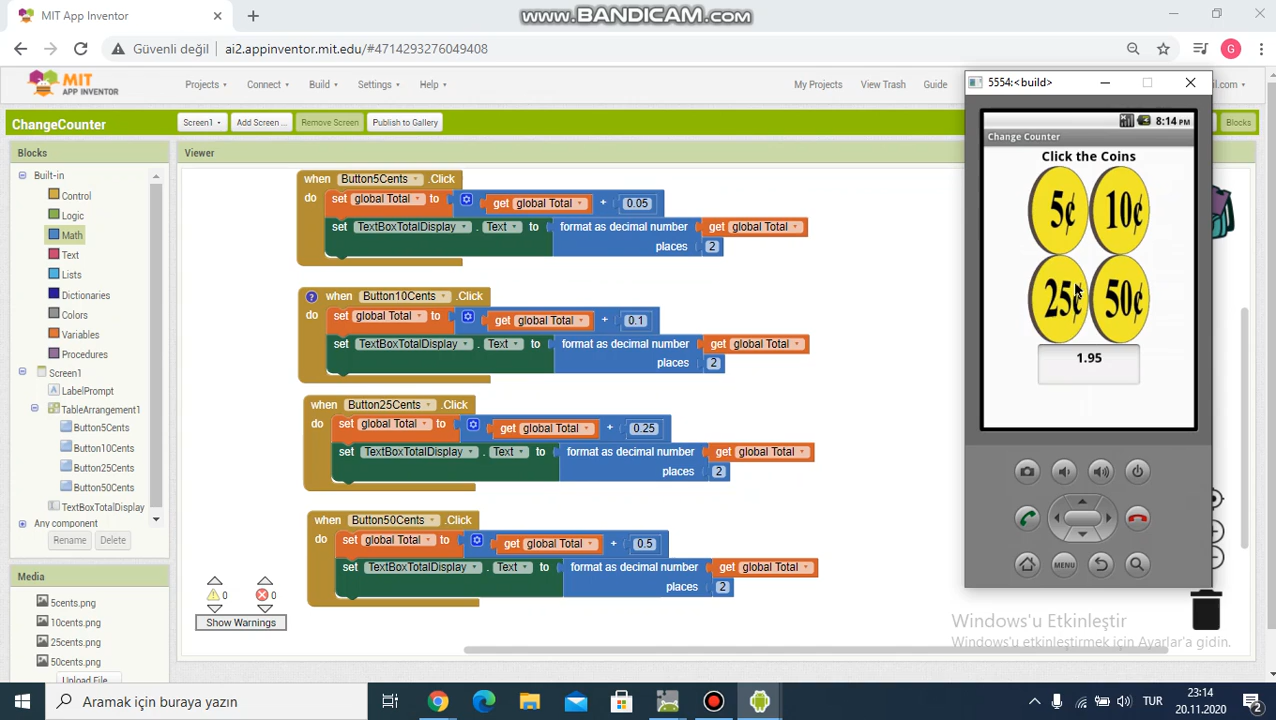 MIT App Inventor
www.BANDICAM.com
Güvenli değil
ai2.appinventor.mit.edu/#4714293276049408
G
MIT
APP INVENTOR
Projects
Connect
Build
Settings
Help
My Projects
View Trash
Guide
.com
ChangeCounter
Screen1
Add Screen ...
Remove Screen
Publish to Gallery
Blocks
Blocks
Viewer
Built-in
Control
Logic
Math
Text
Lists
Dictionaries
Colors
Variables
Procedures
Screen1
LabelPrompt
TableArrangement1
Button5Cents
Button10Cents
Button25Cents
Button50Cents
TextBoxTotalDisplay
Any component
Rename
Delete
Media
5cents.png
10cents.png
25cents.png
50cents.png
Upload File ...
when Button5Cents .Click
do set global Total to get global Total + 0.05
set TextBoxTotalDisplay . Text to format as decimal number get global Total
places 2
? when Button10Cents .Click
do set global Total to get global Total + 0.1
set TextBoxTotalDisplay . Text to format as decimal number get global Total
places 2
when Button25Cents .Click
do set global Total to get global Total + 0.25
set TextBoxTotalDisplay . Text to format as decimal number get global Total
places 2
when Button50Cents .Click
do set global Total to get global Total + 0.5
set TextBoxTotalDisplay . Text to format as decimal number get global Total
places 2
0 0
Show Warnings
5554:<build>
8:14 PM
Change Counter
Click the Coins
5¢ 10¢
25¢ 50¢
1.95
MENU
Windows'u Etkinleştir
Windows'u etkinleştirmek için Ayarlar'a gidin.
Aramak için buraya yazın
TUR
23:14
20.11.2020
2